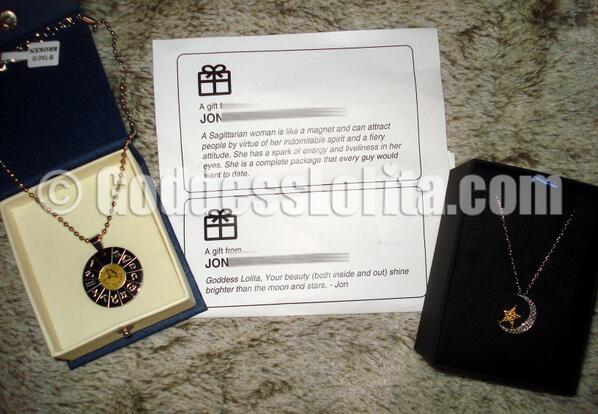 © GoddessLolita.com
A gift f
JON
A Sagittarian woman is like a magnet and can attract
people by virtue of her indomitable spirit and a fiery
attitude. She has a spark of energy and liveliness in her
eyes. She is a complete package that every guy would
want to date.
A gift from
JON
Goddess Lolita, Your beauty (both inside and out) shine
brighter than the moon and stars. - Jon
BROKEN